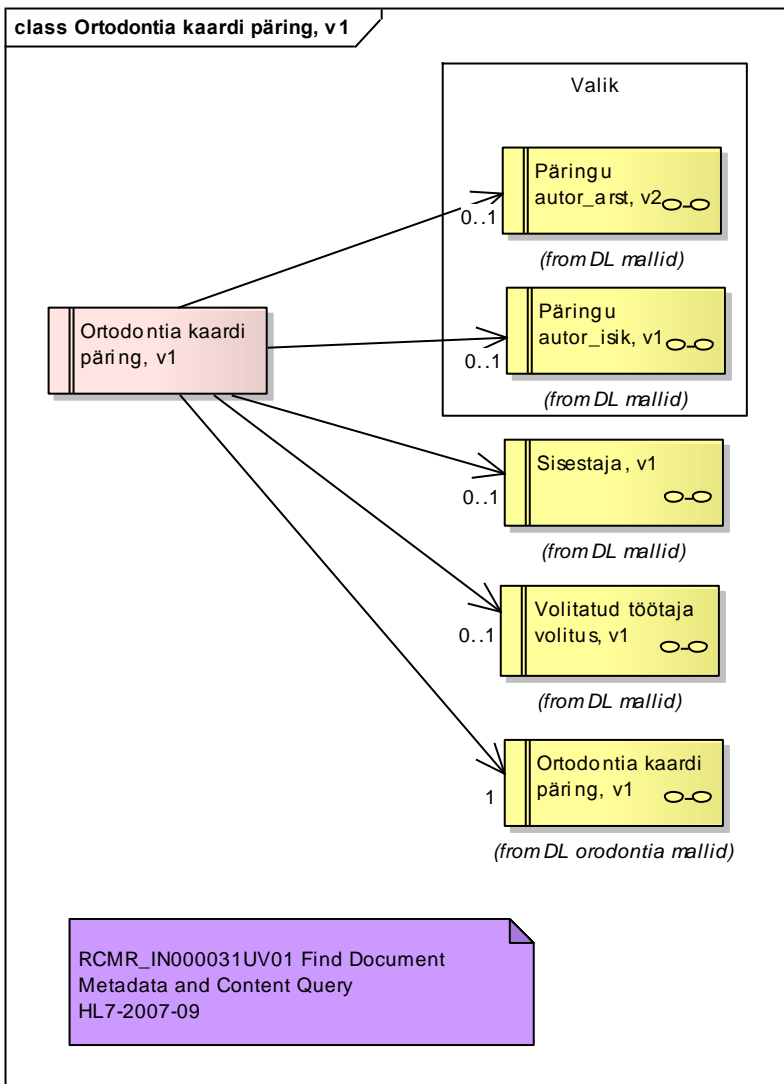 class Ortodontia kaardi päring, v1
Valik
Päringu
autor_arst, v2
0..1
(from DL mallid)
Päringu
autor_isik, v1
0..1
(from DL mallid)
Ortodontia kaardi
päring, v1
Sisestaja, v1
0..1
(from DL mallid)
Volitatud töötaja
volitus, v1
0..1
(from DL mallid)
Ortodontia kaardi
päring, v1
1
(from DL orodontia mallid)
RCMR_IN000031UV01 Find Document
Metadata and Content Query
HL7-2007-09